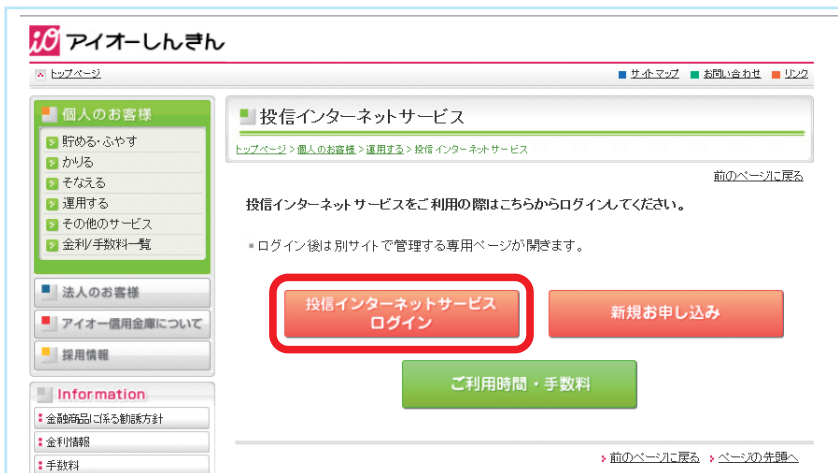 iO アイオーしんきん
トップページ
サイトマップ お問い合わせ リンク
個人のお客様
貯める・ふやす
かりる
そなえる
運用する
その他のサービス
金利/手数料一覧
法人のお客様
アイオー信用金庫について
採用情報
Information
金融商品に係る勧誘方針
金利情報
手数料
投信インターネットサービス
トップページ > 個人のお客様 > 運用する > 投信インターネットサービス
前のページに戻る
投信インターネットサービスをご利用の際はこちらからログインしてください。
ログイン後は別サイトで管理する専用ページが開きます。
投信インターネットサービス
ログイン
新規お申し込み
ご利用時間・手数料
前のページに戻る ページの先頭へ